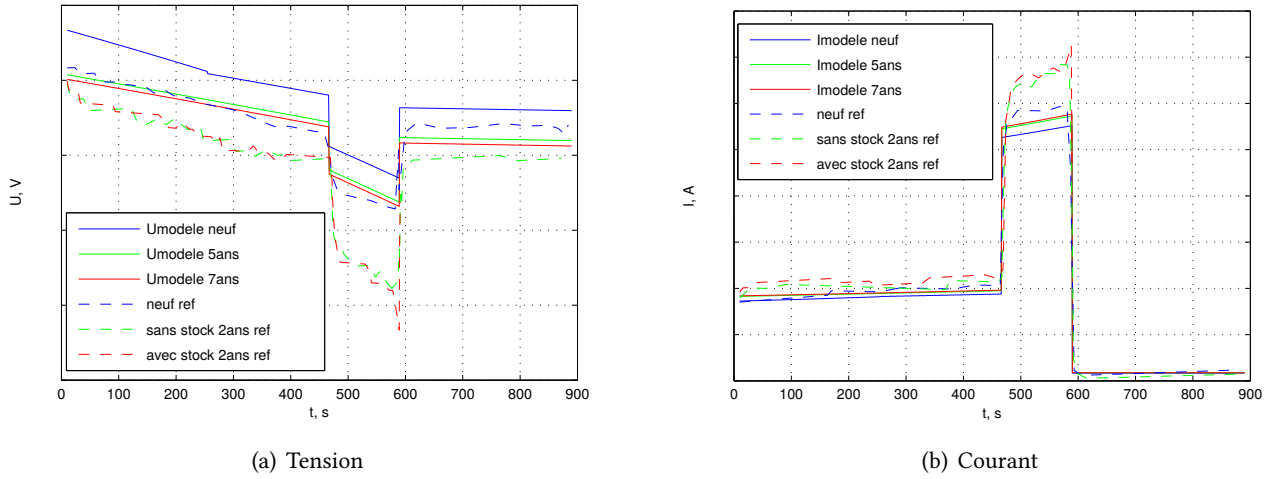 U, V
Umodele neuf
Umodele 5ans
Umodele 7ans
neuf ref
sans stock 2ans ref
avec stock 2ans ref
0 100 200 300 400 500 600 700 800 900
t, s
(a) Tension
I, A
Imodele neuf
Imodele 5ans
Imodele 7ans
neuf ref
sans stock 2ans ref
avec stock 2ans ref
0 100 200 300 400 500 600 700 800 900
t, s
(b) Courant